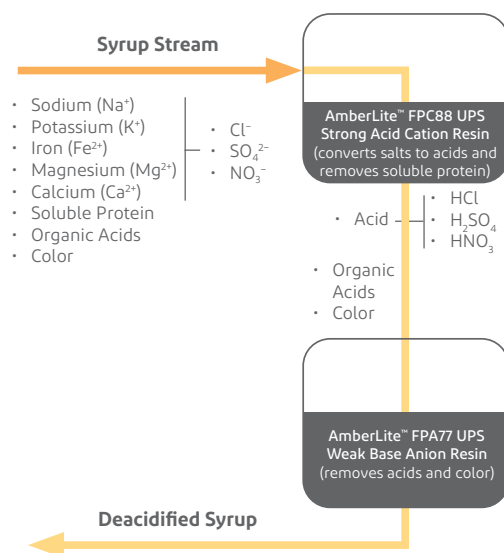 Syrup Stream
· Sodium (Na⁺)
· Potassium (K⁺)
· Iron (Fe²⁺)
· Magnesium (Mg²⁺)
· Calcium (Ca²⁺)
· Soluble Protein
· Organic Acids
· Color
· Cl⁻
· SO₄²⁻
· NO₃⁻
AmberLite™ FPC88 UPS
Strong Acid Cation Resin
(converts salts to acids and
removes soluble protein)
· Acid
· HCl
· H₂SO₄
· HNO₃
· Organic
Acids
· Color
AmberLite™ FPA77 UPS
Weak Base Anion Resin
(removes acids and color)
Deacidified Syrup